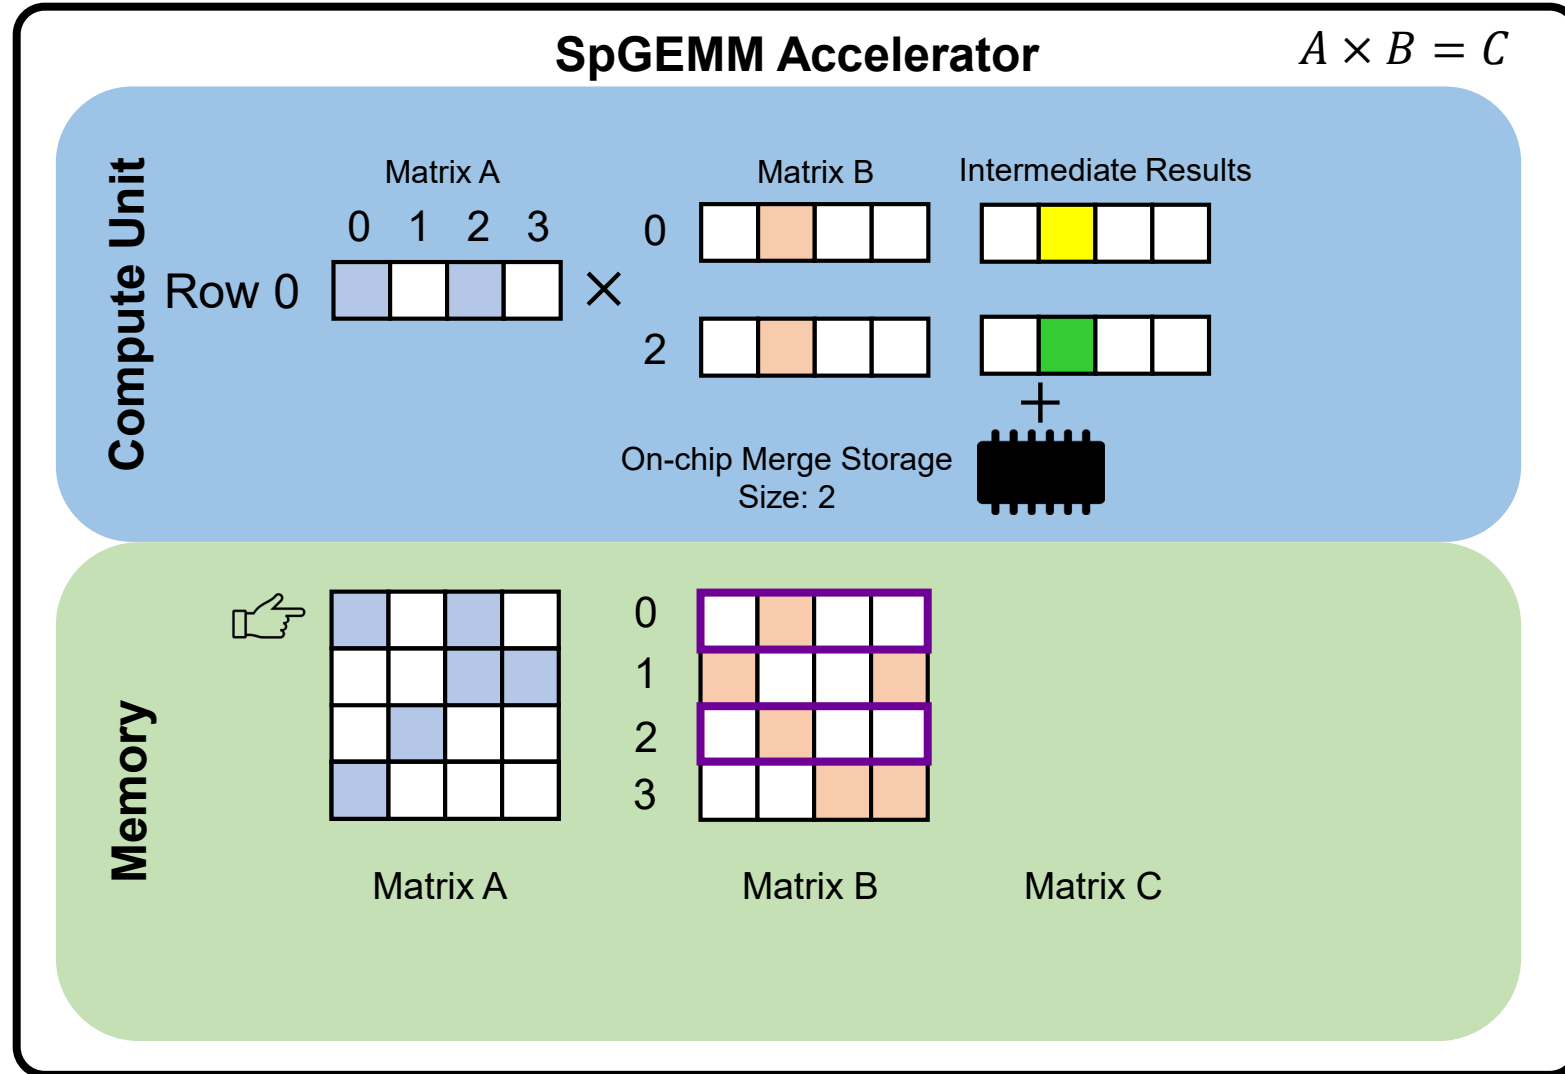 SpGEMM Accelerator
A × B = C
Compute Unit
Matrix A
Matrix B
Intermediate Results
0 1 2 3
0
Row 0
×
2
+
On-chip Merge Storage
Size: 2
Memory
0
1
2
3
Matrix A
Matrix B
Matrix C